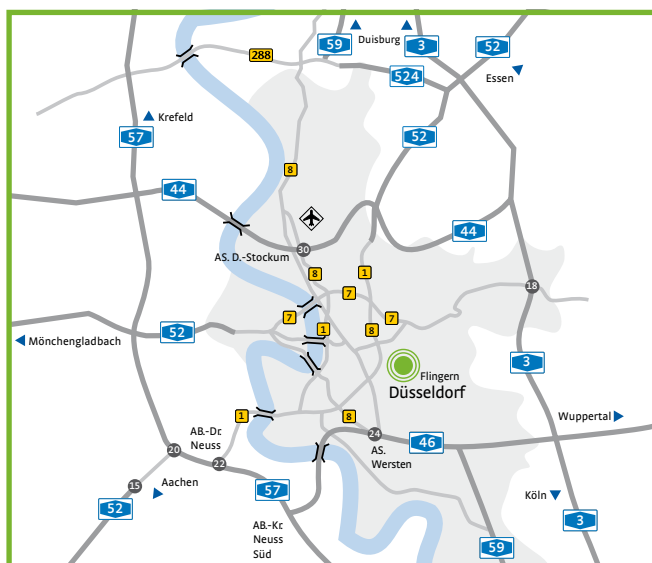 59
Duisburg
3
52
288
524
Essen
57
Krefeld
52
8
44
44
AS. D.-Stockum
30
8
1
18
7
7
1
8
7
52
Mönchengladbach
3
Flingern
Düsseldorf
1
8
Wuppertal
AB.-Dr.
Neuss
24
46
20
22
AS.
Wersten
15
Aachen
57
52
Köln
AB.-Kr.
Neuss
Süd
3
59